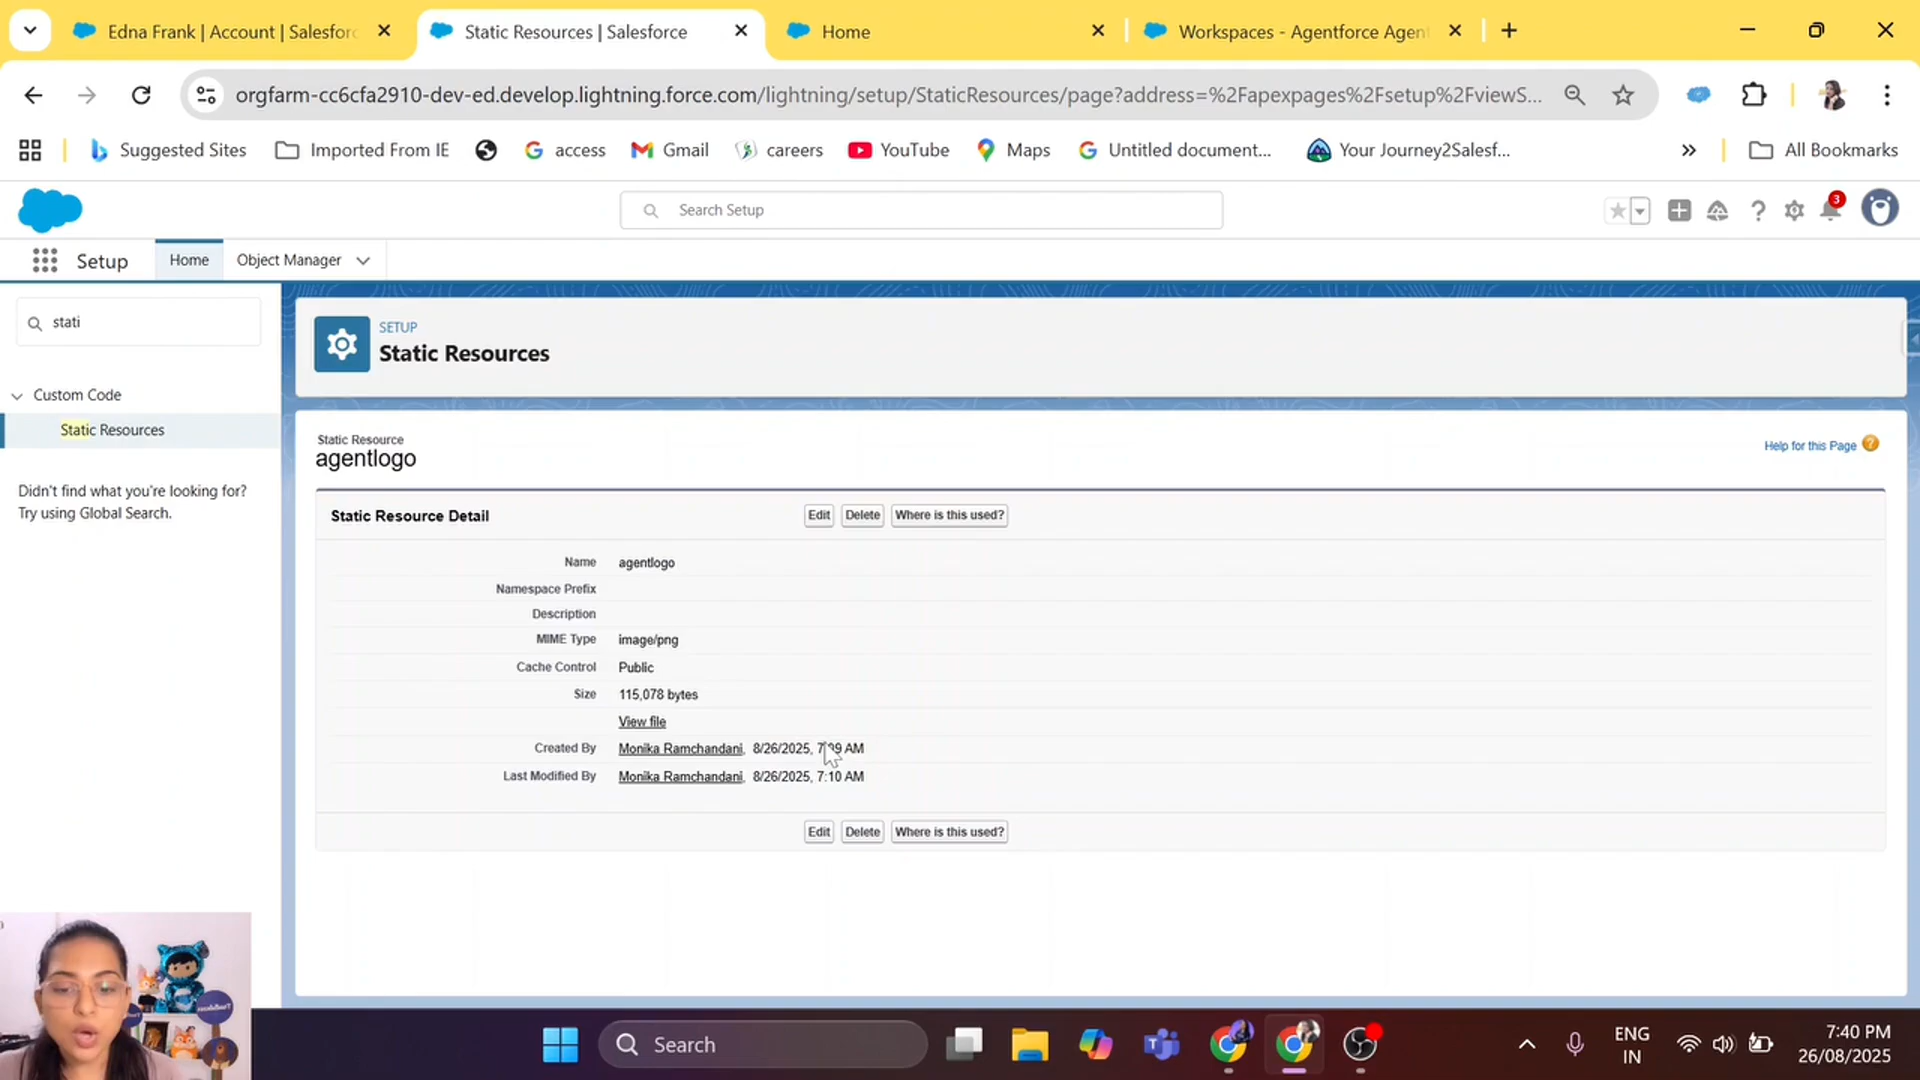 Edna Frank | Account | Salesforc
Static Resources | Salesforce
Home
Workspaces - Agentforce Agen
orgfarm-cc6cfa2910-dev-ed.develop.lightning.force.com/lightning/setup/StaticResources/page?address=%2Fapexpages%2Fsetup%2FviewS...
Suggested Sites
Imported From IE
access
Gmail
careers
YouTube
Maps
Untitled document...
Your Journey2Salesf...
»
All Bookmarks
Search Setup
3
Setup
Home
Object Manager
stati
Custom Code
Static Resources
Didn't find what you're looking for?
Try using Global Search.
SETUP
Static Resources
Static Resource
agentlogo
Help for this Page
Static Resource Detail
Edit
Delete
Where is this used?
Name agentlogo
Namespace Prefix
Description
MIME Type image/png
Cache Control Public
Size 115,078 bytes
View file
Created By Monika Ramchandani, 8/26/2025, 7:09 AM
Last Modified By Monika Ramchandani, 8/26/2025, 7:10 AM
Edit
Delete
Where is this used?
Search
ENG
IN
7:40 PM
26/08/2025